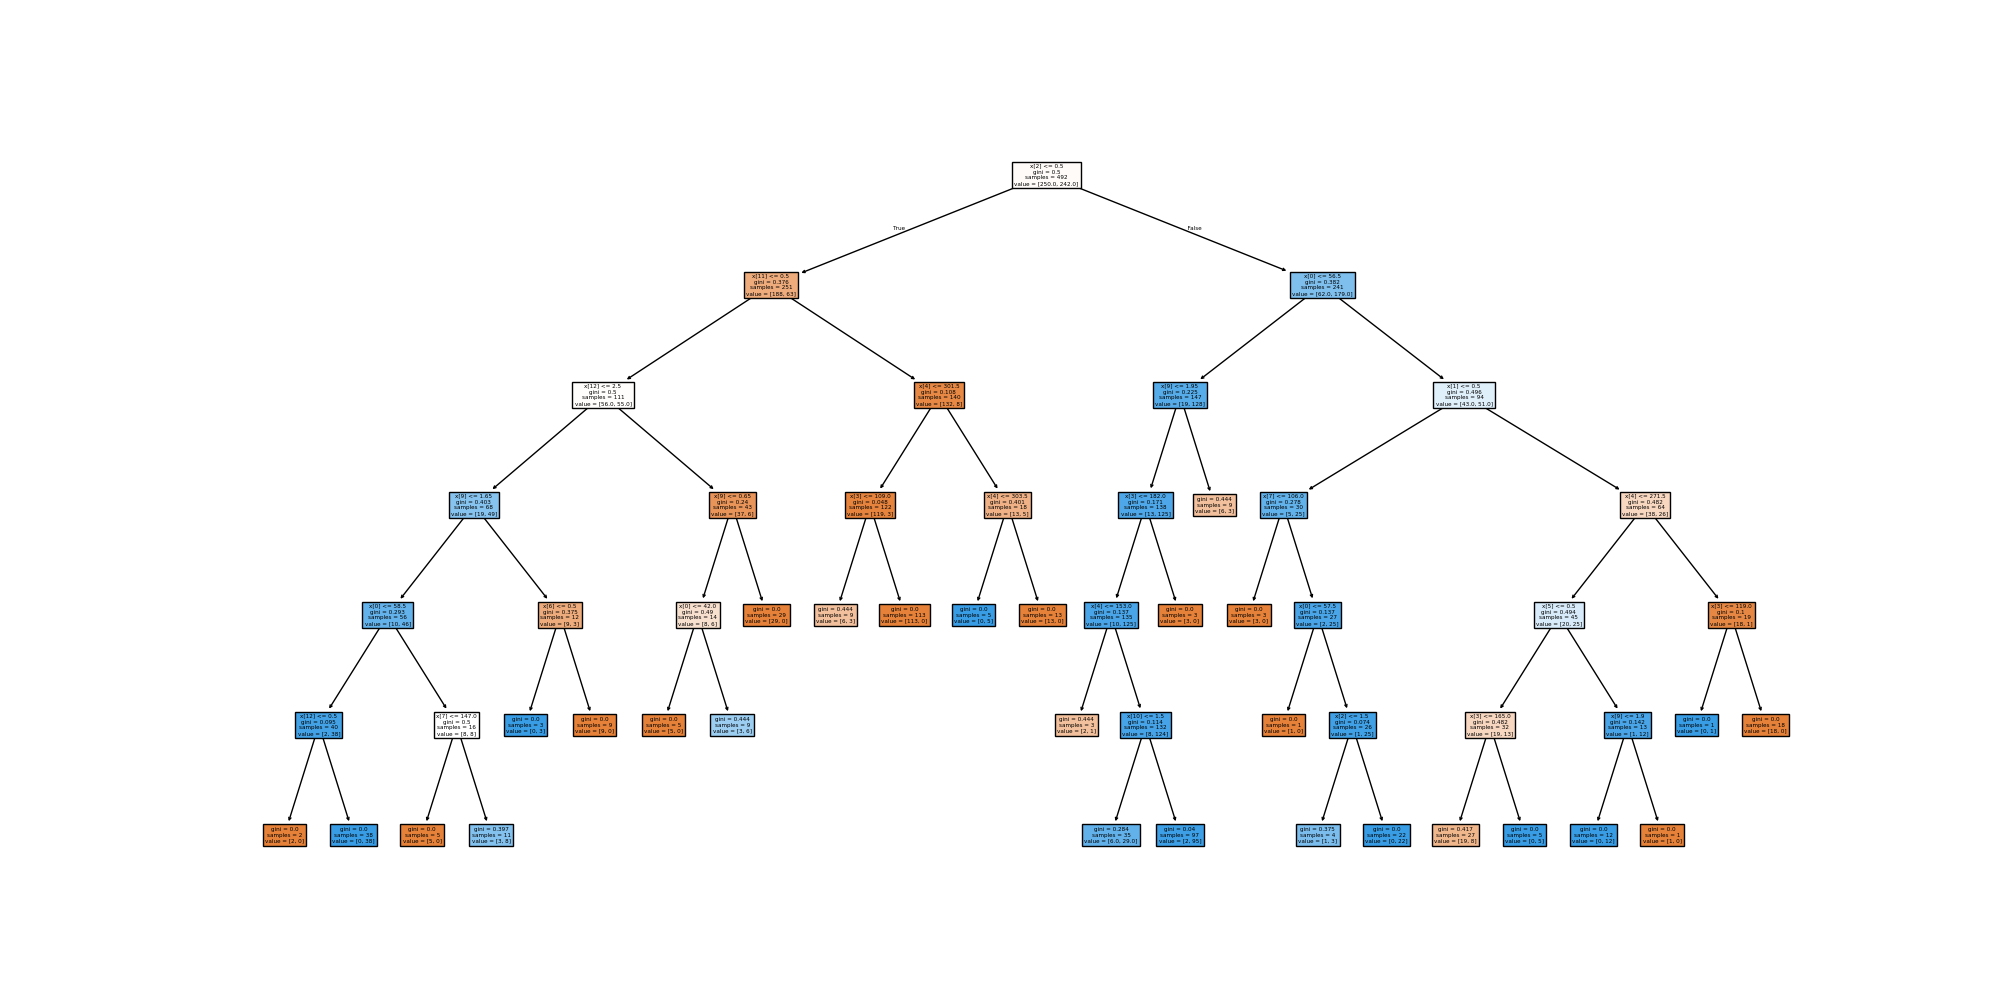 x[2] <= 0.5
gini = 0.5
samples = 492
value = [250.0, 242.0]
True
False
x[11] <= 0.5
gini = 0.376
samples = 251
value = [188, 63]
x[0] <= 56.5
gini = 0.382
samples = 241
value = [62.0, 179.0]
x[12] <= 2.5
gini = 0.5
samples = 111
value = [56.0, 55.0]
x[4] <= 301.5
gini = 0.108
samples = 140
value = [132, 8]
x[9] <= 1.95
gini = 0.225
samples = 147
value = [19, 128]
x[1] <= 0.5
gini = 0.496
samples = 94
value = [43.0, 51.0]
x[9] <= 1.65
gini = 0.403
samples = 68
value = [19, 49]
x[9] <= 0.65
gini = 0.24
samples = 43
value = [37, 6]
x[3] <= 109.0
gini = 0.048
samples = 122
value = [119, 3]
x[4] <= 303.5
gini = 0.401
samples = 18
value = [13, 5]
x[3] <= 182.0
gini = 0.171
samples = 138
value = [13, 125]
gini = 0.444
samples = 9
value = [6, 3]
x[7] <= 106.0
gini = 0.278
samples = 30
value = [5, 25]
x[4] <= 271.5
gini = 0.482
samples = 64
value = [38, 26]
x[0] <= 58.5
gini = 0.293
samples = 56
value = [10, 46]
x[6] <= 0.5
gini = 0.375
samples = 12
value = [9, 3]
x[0] <= 42.0
gini = 0.49
samples = 14
value = [8, 6]
gini = 0.0
samples = 29
value = [29, 0]
gini = 0.444
samples = 9
value = [6, 3]
gini = 0.0
samples = 113
value = [113, 0]
gini = 0.0
samples = 5
value = [0, 5]
gini = 0.0
samples = 13
value = [13, 0]
x[4] <= 153.0
gini = 0.137
samples = 135
value = [10, 125]
gini = 0.0
samples = 3
value = [3, 0]
gini = 0.0
samples = 3
value = [3, 0]
x[0] <= 57.5
gini = 0.137
samples = 27
value = [2, 25]
x[5] <= 0.5
gini = 0.494
samples = 45
value = [20, 25]
x[3] <= 119.0
gini = 0.1
samples = 19
value = [18, 1]
x[12] <= 0.5
gini = 0.095
samples = 40
value = [2, 38]
x[7] <= 147.0
gini = 0.5
samples = 16
value = [8, 8]
gini = 0.0
samples = 3
value = [0, 3]
gini = 0.0
samples = 9
value = [9, 0]
gini = 0.0
samples = 5
value = [5, 0]
gini = 0.444
samples = 9
value = [3, 6]
gini = 0.444
samples = 3
value = [2, 1]
x[10] <= 1.5
gini = 0.114
samples = 132
value = [8, 124]
gini = 0.0
samples = 1
value = [1, 0]
x[2] <= 1.5
gini = 0.074
samples = 26
value = [1, 25]
x[3] <= 165.0
gini = 0.482
samples = 32
value = [19, 13]
x[9] <= 1.9
gini = 0.142
samples = 13
value = [1, 12]
gini = 0.0
samples = 1
value = [0, 1]
gini = 0.0
samples = 18
value = [18, 0]
gini = 0.0
samples = 2
value = [2, 0]
gini = 0.0
samples = 38
value = [0, 38]
gini = 0.0
samples = 5
value = [5, 0]
gini = 0.397
samples = 11
value = [3, 8]
gini = 0.284
samples = 35
value = [6.0, 29.0]
gini = 0.04
samples = 97
value = [2, 95]
gini = 0.375
samples = 4
value = [1, 3]
gini = 0.0
samples = 22
value = [0, 22]
gini = 0.417
samples = 27
value = [19, 8]
gini = 0.0
samples = 5
value = [0, 5]
gini = 0.0
samples = 12
value = [0, 12]
gini = 0.0
samples = 1
value = [1, 0]